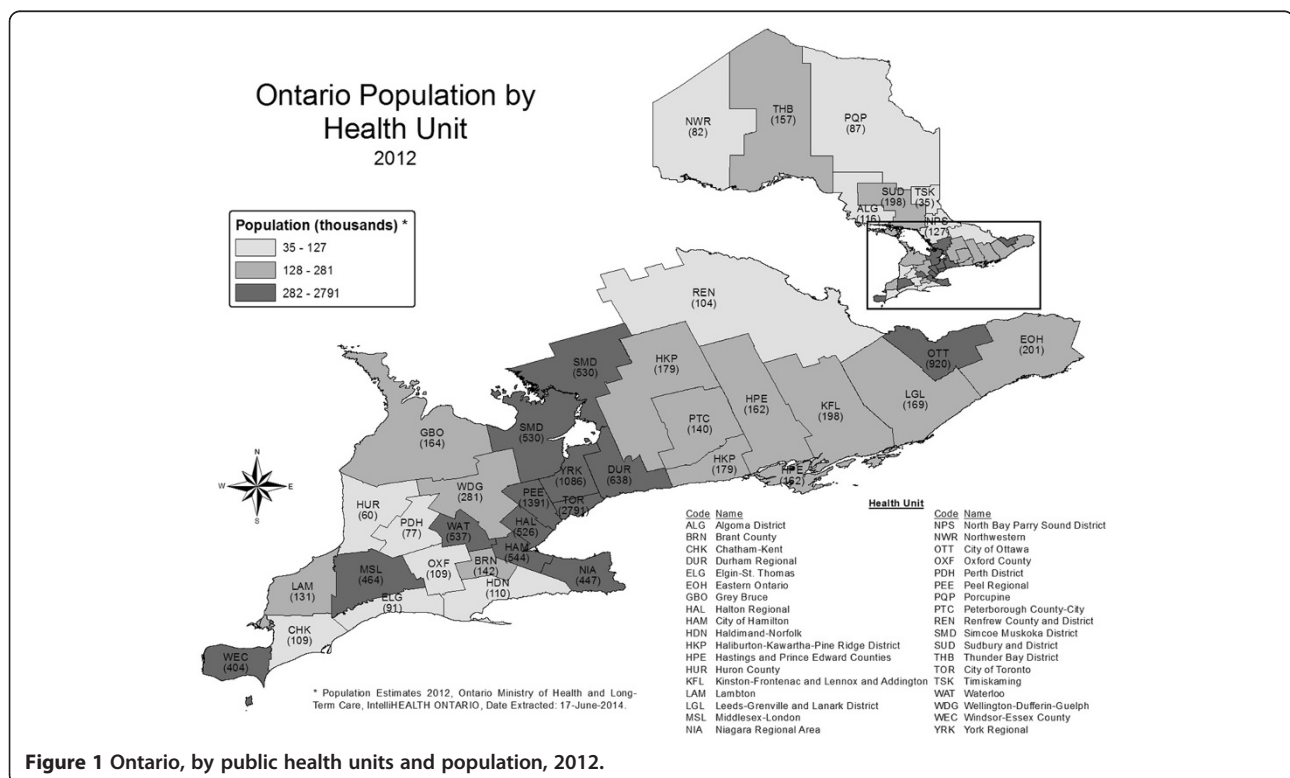 Ontario Population by
Health Unit
2012
Population (thousands) *
35 - 127
128 - 281
282 - 2791
NWR
(82)
THB
(157)
PQP
(87)
SUD
(198)
TSK
(35)
ALG
(116)
NPS
(127)
REN
(104)
SMD
(530)
HKP
(179)
OTT
(920)
EOH
(201)
LGL
(169)
HPE
(162)
KFL
(198)
PTC
(140)
GBO
(164)
SMD
(530)
HKP
(179)
HPE
(162)
YRK
(1086)
DUR
(638)
WDG
(281)
PEE
(1391)
TOR
(2791)
HUR
(60)
PDH
(77)
WAT
(537)
HAL
(526)
HAM
(544)
MSL
(464)
OXF
(109)
BRN
(142)
NIA
(447)
LAM
(131)
HDN
(110)
ELG
(91)
CHK
(109)
WEC
(404)
N
W E
S
Health Unit
Code Name
ALG Algoma District
BRN Brant County
CHK Chatham-Kent
DUR Durham Regional
ELG Elgin-St. Thomas
EOH Eastern Ontario
GBO Grey Bruce
HAL Halton Regional
HAM City of Hamilton
HDN Haldimand-Norfolk
HKP Haliburton-Kawartha-Pine Ridge District
HPE Hastings and Prince Edward Counties
HUR Huron County
KFL Kinston-Frontenac and Lennox and Addington
LAM Lambton
LGL Leeds-Grenville and Lanark District
MSL Middlesex-London
NIA Niagara Regional Area
Code Name
NPS North Bay Parry Sound District
NWR Northwestern
OTT City of Ottawa
OXF Oxford County
PDH Perth District
PEE Peel Regional
PQP Porcupine
PTC Peterborough County-City
REN Renfrew County and District
SMD Simcoe Muskoka District
SUD Sudbury and District
THB Thunder Bay District
TOR City of Toronto
TSK Timiskaming
WAT Waterloo
WDG Wellington-Dufferin-Guelph
WEC Windsor-Essex County
YRK York Regional
* Population Estimates 2012, Ontario Ministry of Health and Long-
Term Care, IntelliHEALTH ONTARIO, Date Extracted: 17-June-2014.
Figure 1 Ontario, by public health units and population, 2012.